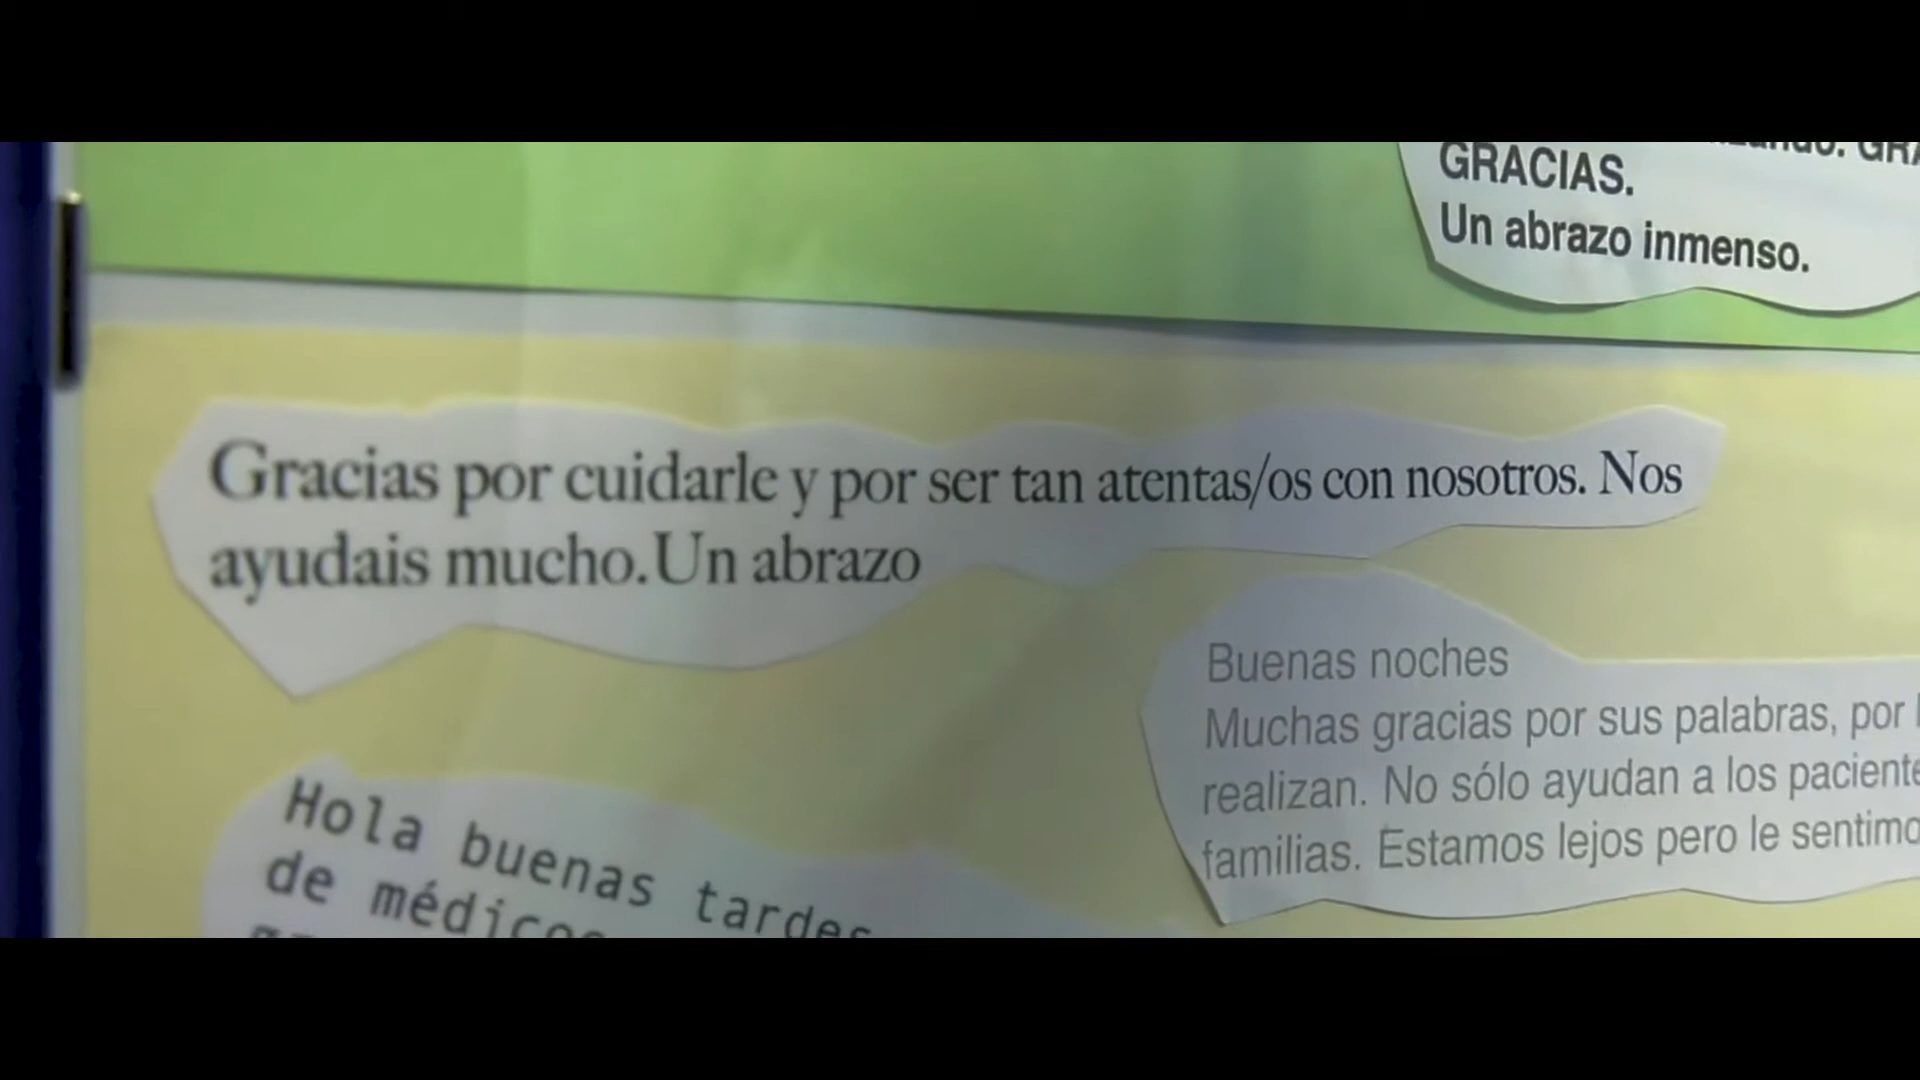 GRACIAS.
Un abrazo inmenso.
Gracias por cuidarle y por ser tan atentas/os con nosotros. Nos
ayudais mucho.Un abrazo
Buenas noches
Muchas gracias por sus palabras, por
realizan. No sólo ayudan a los
familias. Estamos lejos pero le
Hola buenas tardes
de médicos